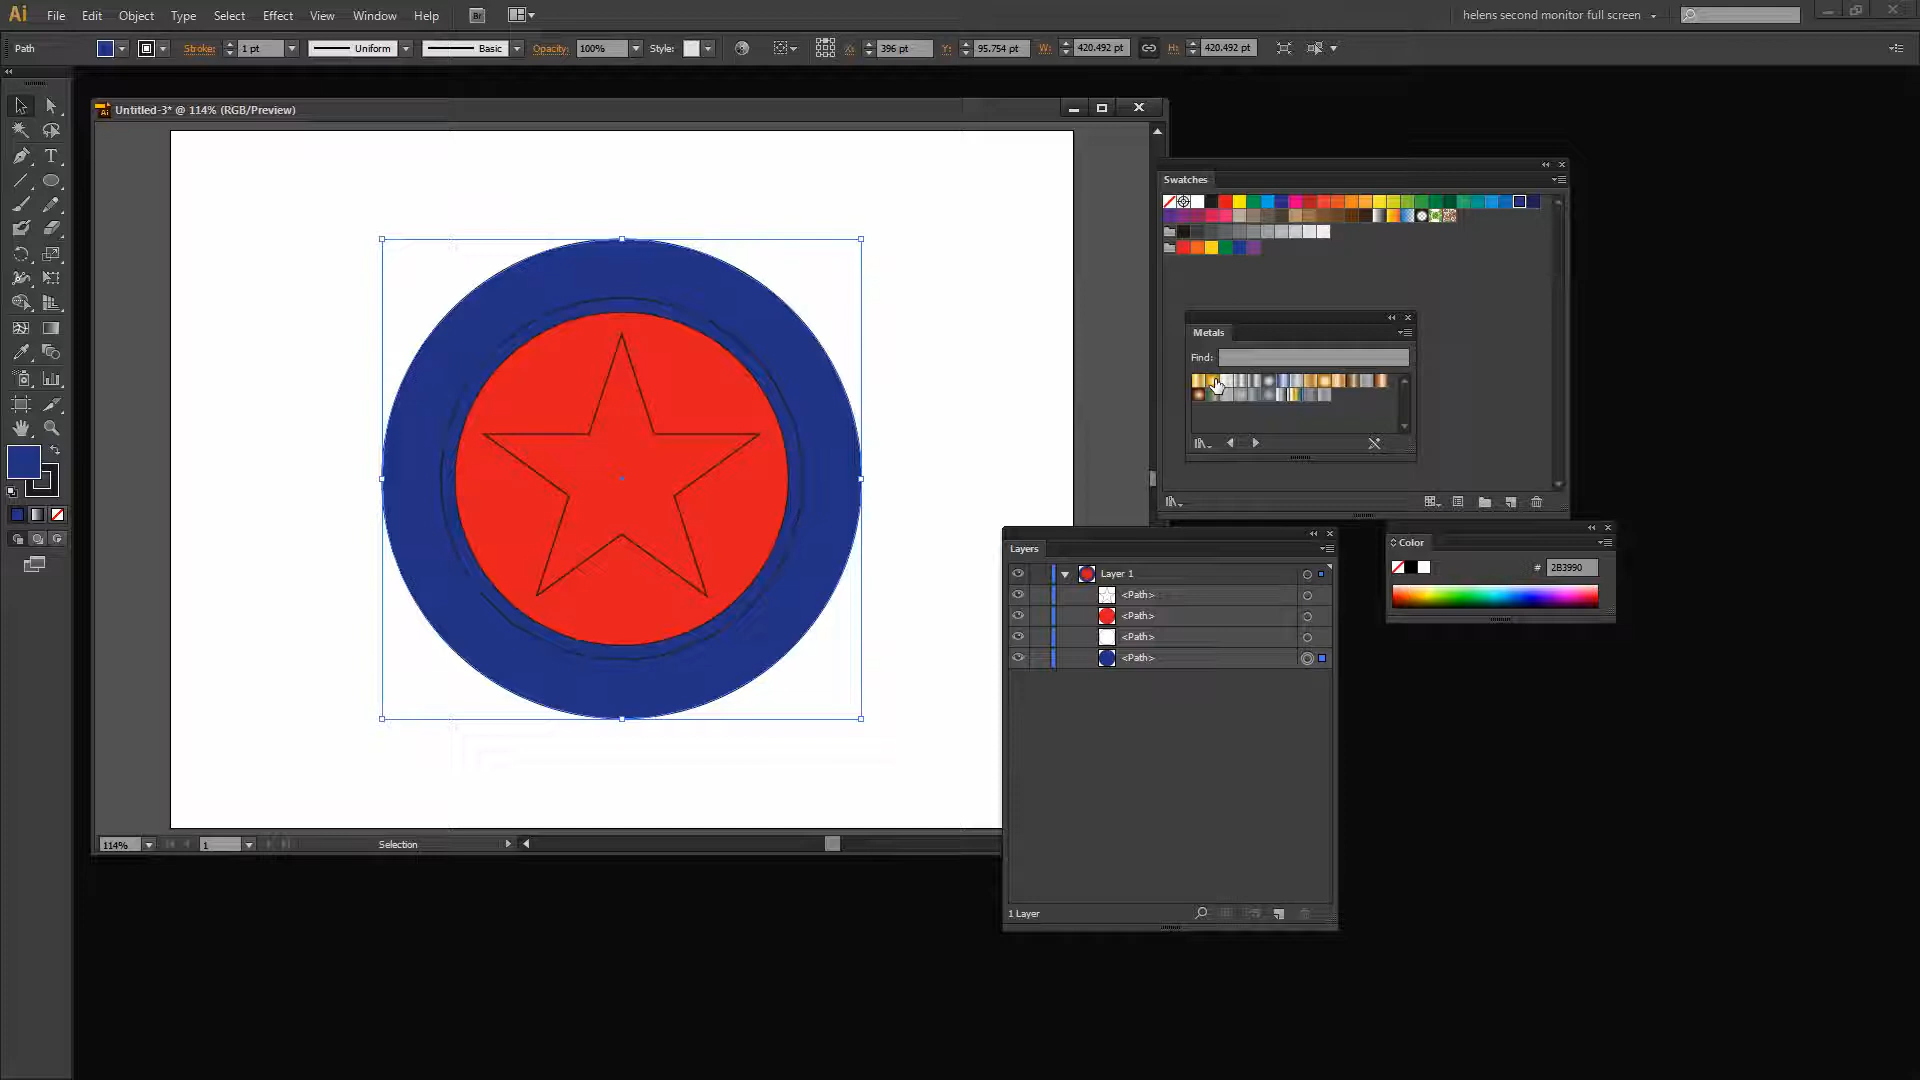 Ai File Edit Object Type Select Effect View Window Help Br helens second monitor full screen
Path Stroke: 1 pt Uniform Basic Opacity: 100% Style: X: 396 pt Y: 95.754 pt W: 420.492 pt H: 420.492 pt
Untitled-3* @ 114% (RGB/Preview)
Swatches
Metals
Find:
Color
# 2B3990
Layers
Layer 1
<Path>
<Path>
<Path>
<Path>
1 Layer
114% 1 Selection